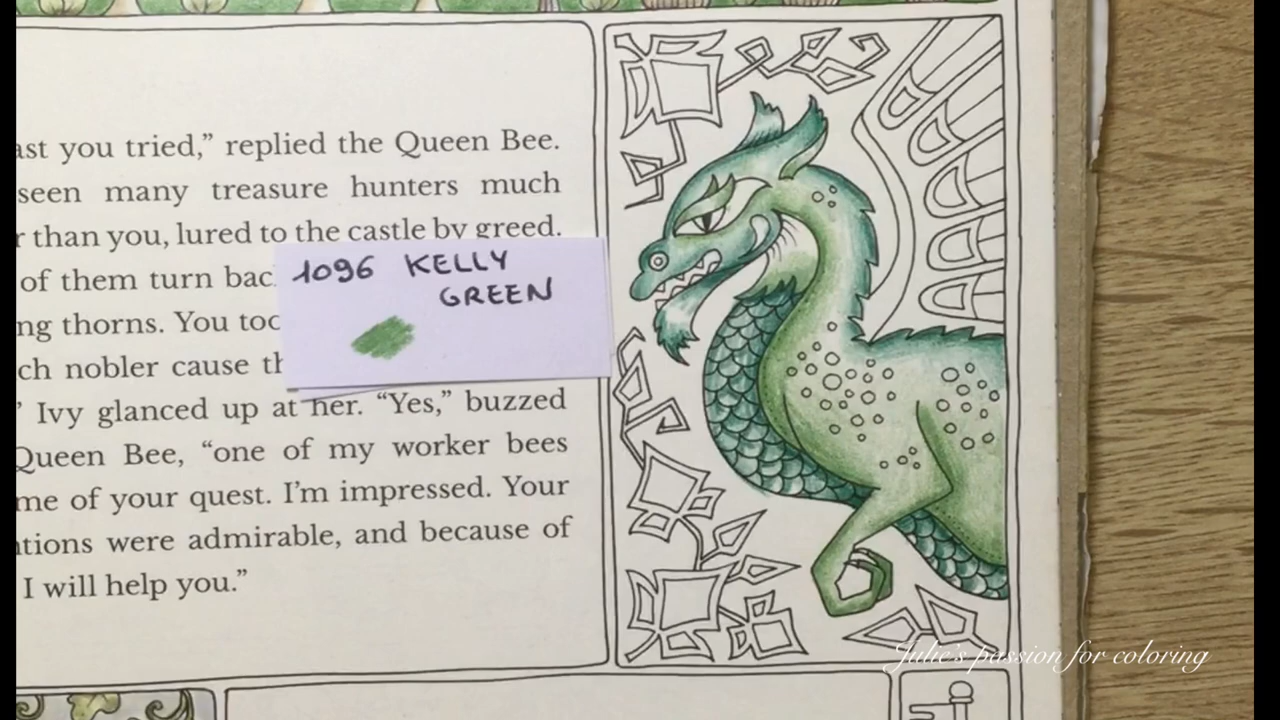 ast you tried,” replied the Queen Bee.
seen many treasure hunters much
r than you, lured to the castle by greed.
of them turn bac
ng thorns. You too
ch nobler cause th
’ Ivy glanced up at her. “Yes,” buzzed
Queen Bee, “one of my worker bees
me of your quest. I’m impressed. Your
tions were admirable, and because of
I will help you.”
1096 KELLY
GREEN
Julie's passion for coloring